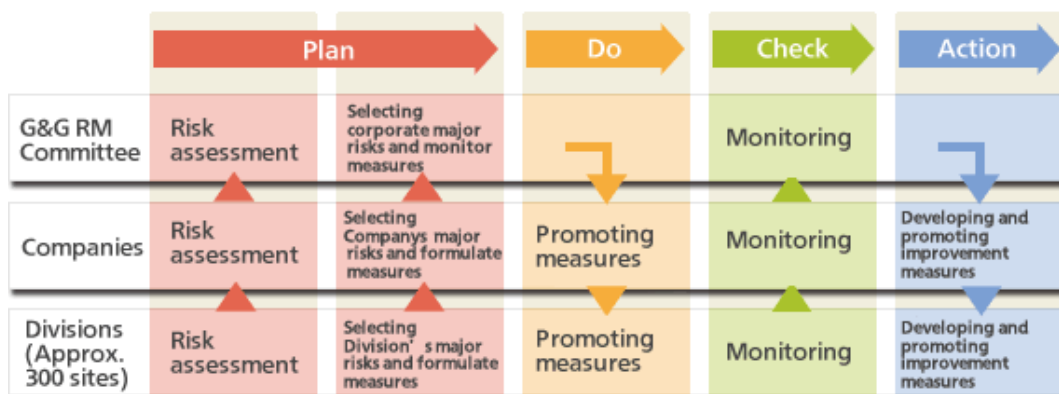 Plan
Do
Check
Action
G&G RM
Committee
Risk
assessment
Selecting
corporate major
risks and monitor
measures
Monitoring
Companies
Risk
assessment
Selecting
Companys major
risks and formulate
measures
Promoting
measures
Monitoring
Developing and
promoting
improvement
measures
Divisions
(Approx.
300 sites)
Risk
assessment
Selecting
Division's major
risks and formulate
measures
Promoting
measures
Monitoring
Developing and
promoting
improvement
measures